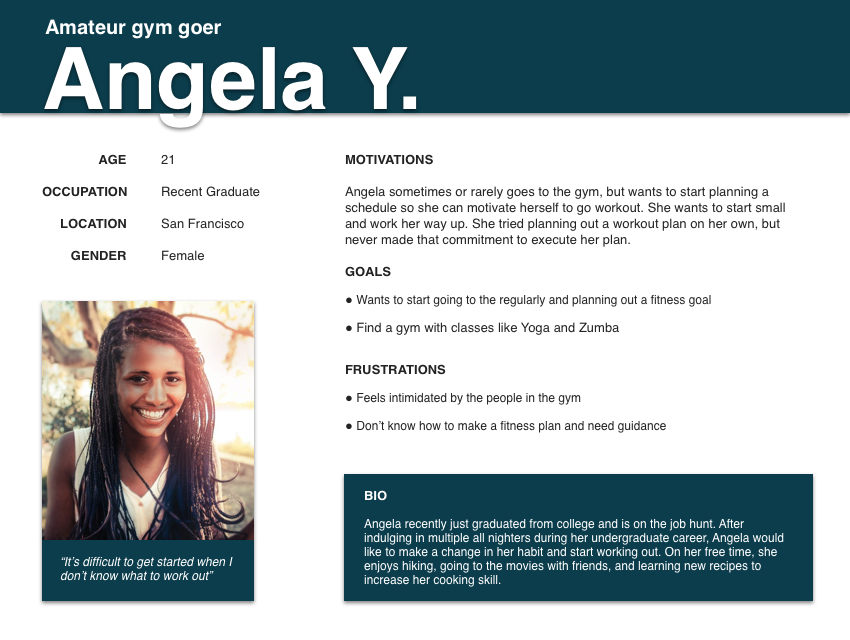 Amateur gym goer
Angela Y.
AGE 21
OCCUPATION Recent Graduate
LOCATION San Francisco
GENDER Female
“It’s difficult to get started when I
don’t know what to work out”
MOTIVATIONS
Angela sometimes or rarely goes to the gym, but wants to start planning a
schedule so she can motivate herself to go workout. She wants to start small
and work her way up. She tried planning out a workout plan on her own, but
never made that commitment to execute her plan.
GOALS
● Wants to start going to the regularly and planning out a fitness goal
● Find a gym with classes like Yoga and Zumba
FRUSTRATIONS
● Feels intimidated by the people in the gym
● Don’t know how to make a fitness plan and need guidance
BIO
Angela recently just graduated from college and is on the job hunt. After
indulging in multiple all nighters during her undergraduate career, Angela would
like to make a change in her habit and start working out. On her free time, she
enjoys hiking, going to the movies with friends, and learning new recipes to
increase her cooking skill.